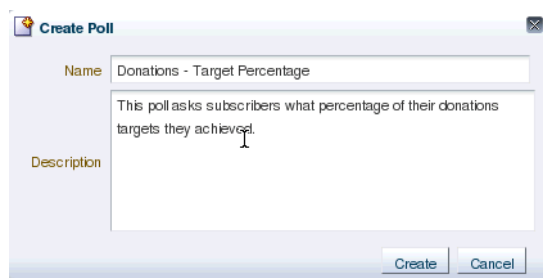 Create Poll
Name Donations - Target Percentage
This poll asks subscribers what percentage of their donations
targets they achieved.
Description
Create Cancel